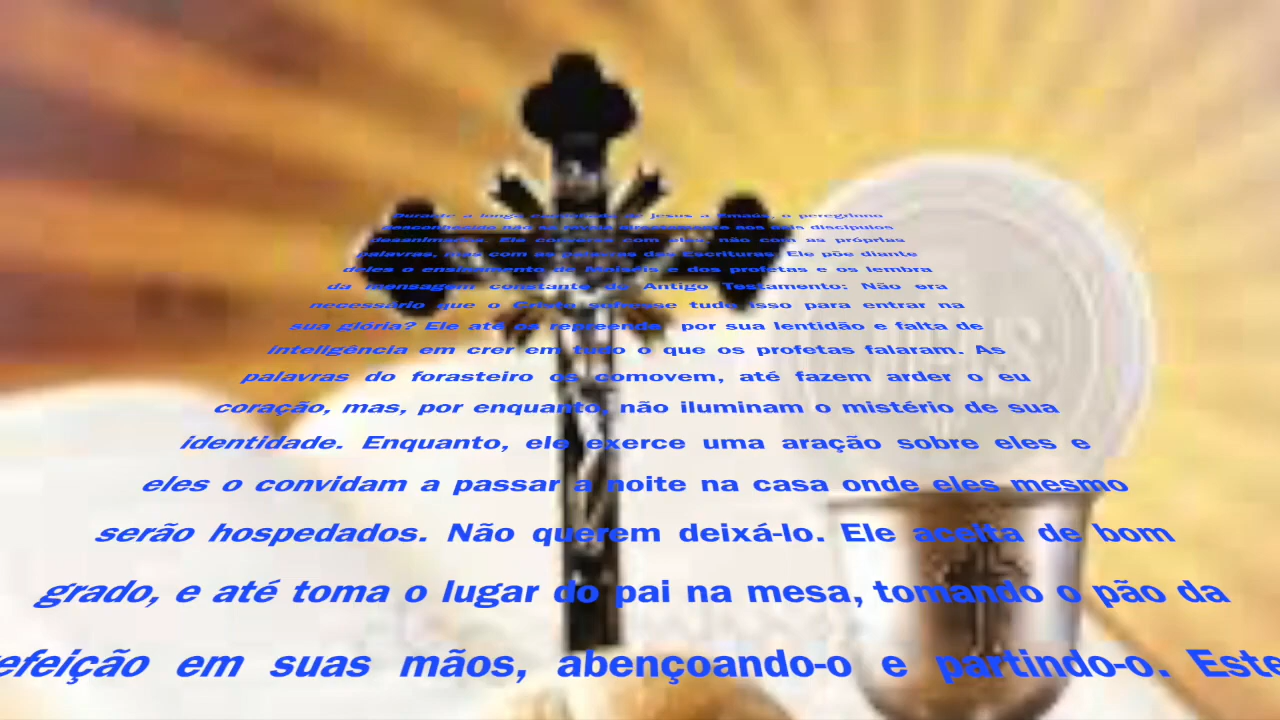 Durante a longa caminhada de Jesus a Emaús, o peregrinno
desconhecido não se revela diretamente aos dois discípulos
desanimados. Ele conversa com eles, não com as próprias
palavras, mas com as palavras das Escrituras. Ele põe diante
deles o ensinamento de Moiséis e dos profetas e os lembra
da mensagem constante do Antigo Testamento: Não era
necessário que o Cristo sofresse tudo isso para entrar na
sua glória? Ele até os repreende por sua lentidão e falta de
inteligência em crer em tudo o que os profetas falaram. As
palavras do forasteiro os comovem, até fazem arder o eu
coração, mas, por enquanto, não iluminam o mistério de sua
identidade. Enquanto, ele exerce uma aração sobre eles e
eles o convidam a passar a noite na casa onde eles mesmo
serão hospedados. Não querem deixá-lo. Ele aceita de bom
grado, e até toma o lugar do pai na mesa, tomando o pão da
efeição em suas mãos, abençoando-o e partindo-o. Este